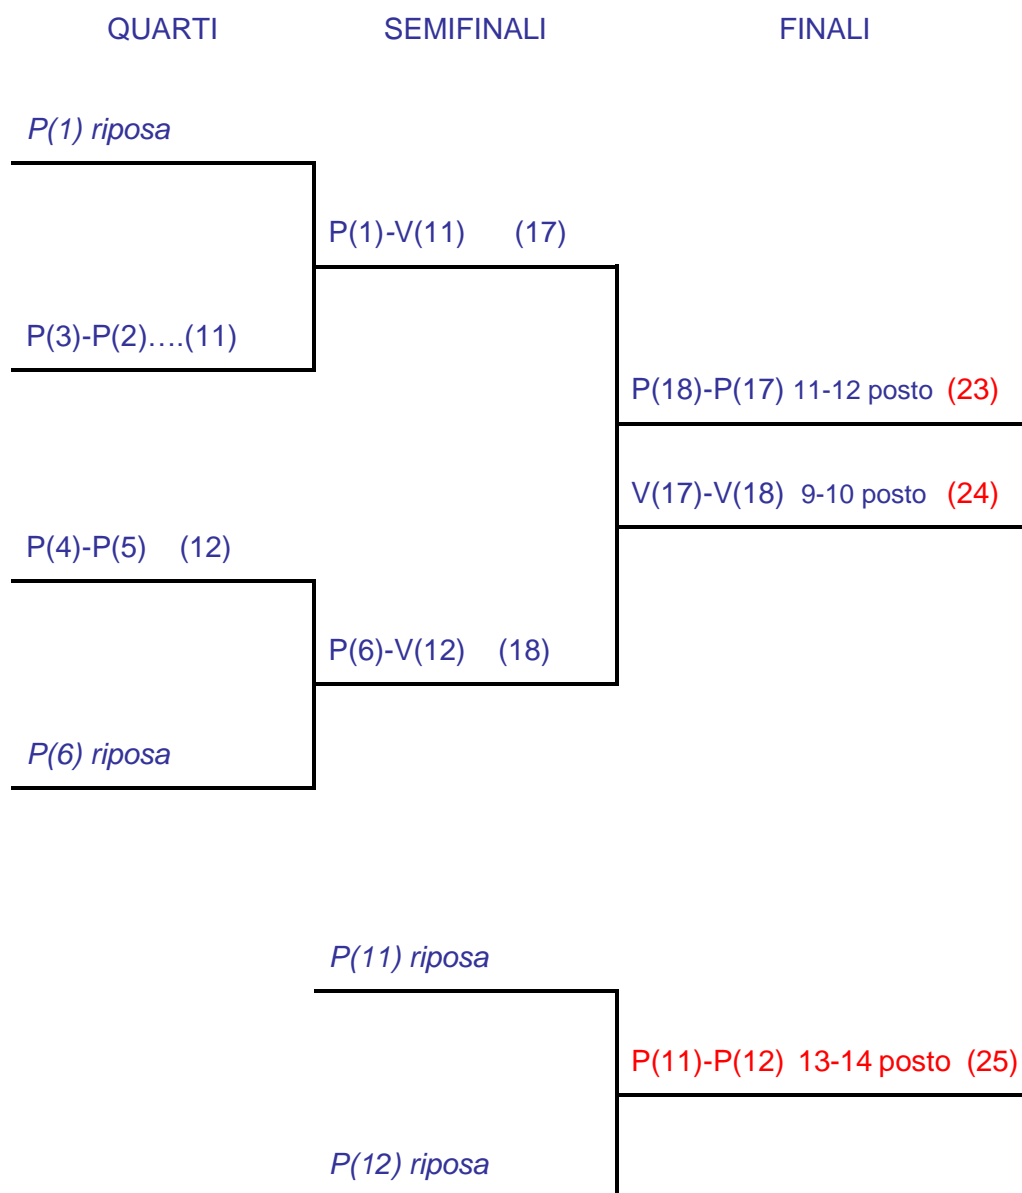 QUARTI SEMIFINALI FINALI
P(1) riposa
P(1)-V(11) (17)
P(3)-P(2)….(11)
P(18)-P(17) 11-12 posto (23)
V(17)-V(18) 9-10 posto (24)
P(4)-P(5) (12)
P(6)-V(12) (18)
P(6) riposa
P(11) riposa
P(11)-P(12) 13-14 posto (25)
P(12) riposa